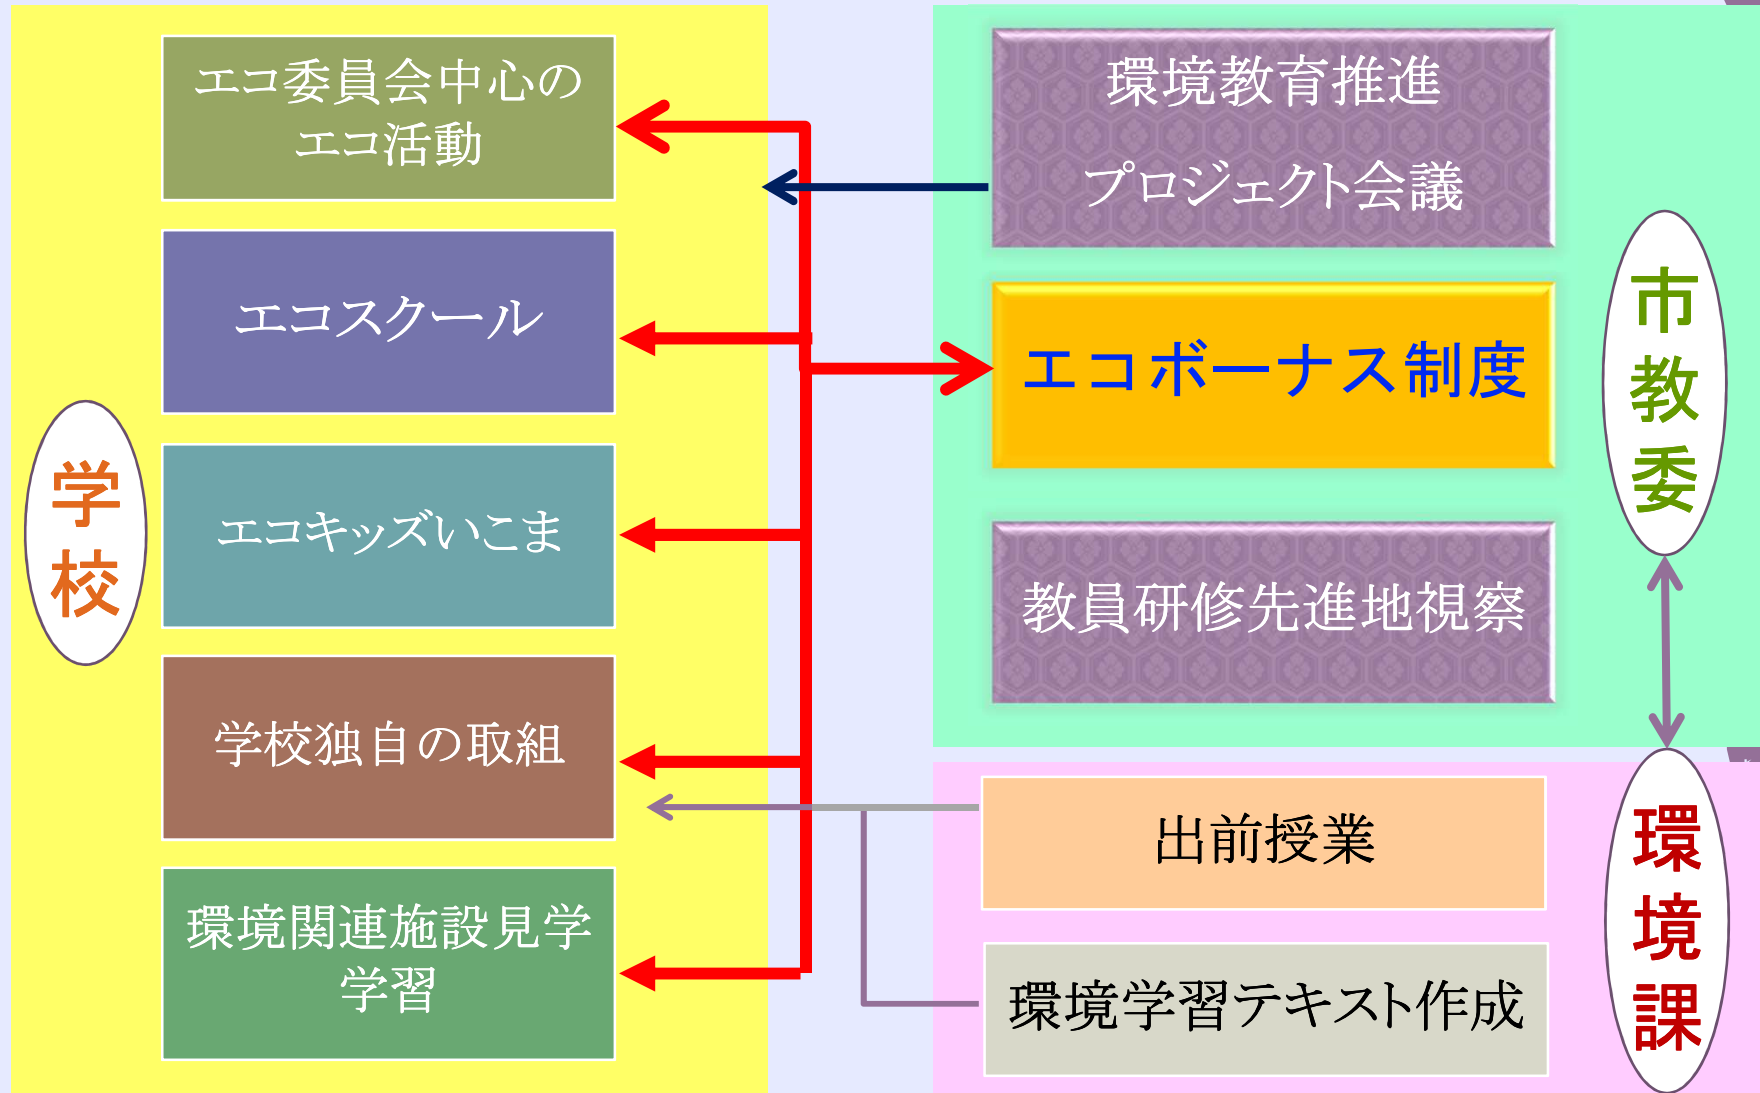 エコ委員会中心の
エコ活動
エコスクール
エコキッズいこま
学校独自の取組
環境関連施設見学
学習
学校
環境教育推進
プロジェクト会議
エコボーナス制度
教員研修先進地視察
市教委
出前授業
環境学習テキスト作成
環境課